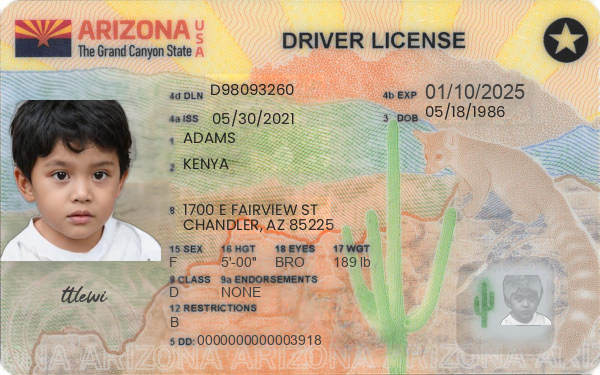 ARIZONA USA
The Grand Canyon State
DRIVER LICENSE
4d DLN D98093260
4b EXP 01/10/2025
4a ISS 05/30/2021
3 DOB 05/18/1986
1 ADAMS
2 KENYA
8 1700 E FAIRVIEW ST
CHANDLER, AZ 85225
15 SEX 16 HGT 18 EYES 17 WGT
F 5'-00" BRO 189 lb
9 CLASS 9a ENDORSEMENTS
D NONE
12 RESTRICTIONS
B
ttlewi
5 DD: 0000000000003918
ARIZONA ARIZONA ARIZONA ARIZONA